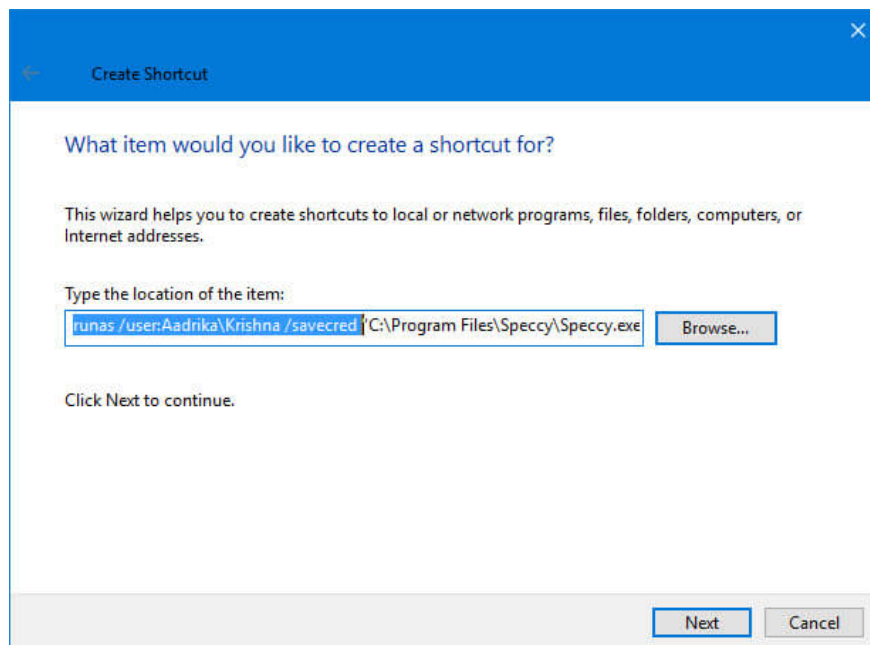 Create Shortcut
What item would you like to create a shortcut for?
This wizard helps you to create shortcuts to local or network programs, files, folders, computers, or
Internet addresses.
Type the location of the item:
runas /user:Aadrika\Krishna /savecred "C:\Program Files\Speccy\Speccy.exe
Browse...
Click Next to continue.
Next
Cancel